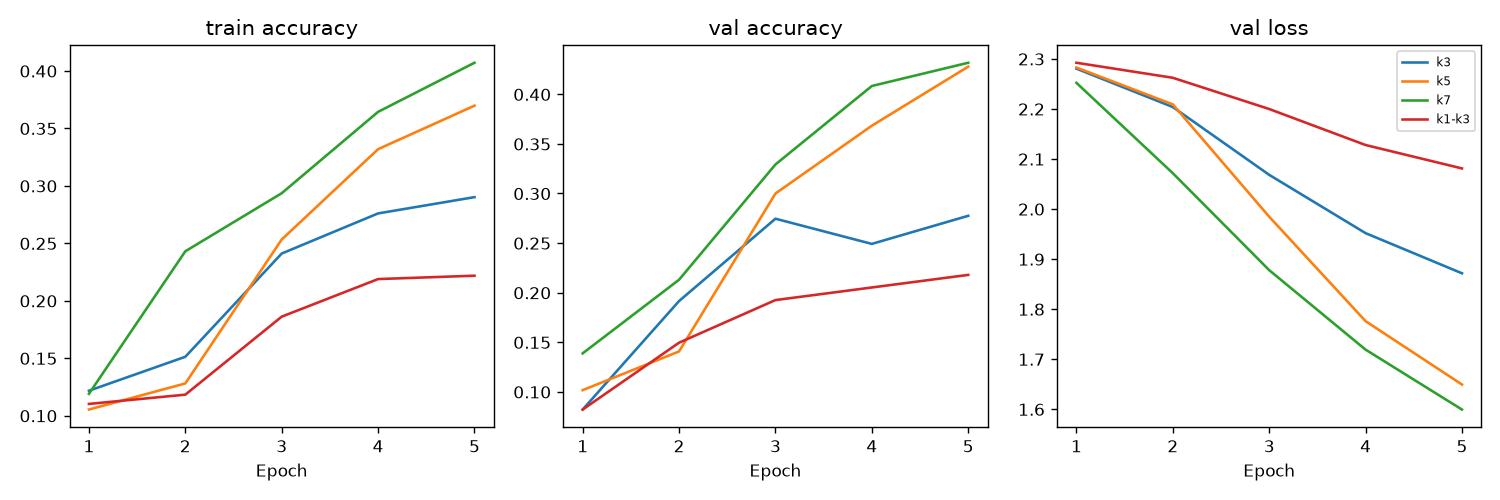 train accuracy
0.40
0.35
0.30
0.25
0.20
0.15
0.10
1 2 3 4 5
Epoch
val accuracy
0.40
0.35
0.30
0.25
0.20
0.15
0.10
1 2 3 4 5
Epoch
val loss
2.3
2.2
2.1
2.0
1.9
1.8
1.7
1.6
1 2 3 4 5
Epoch
k3
k5
k7
k1-k3